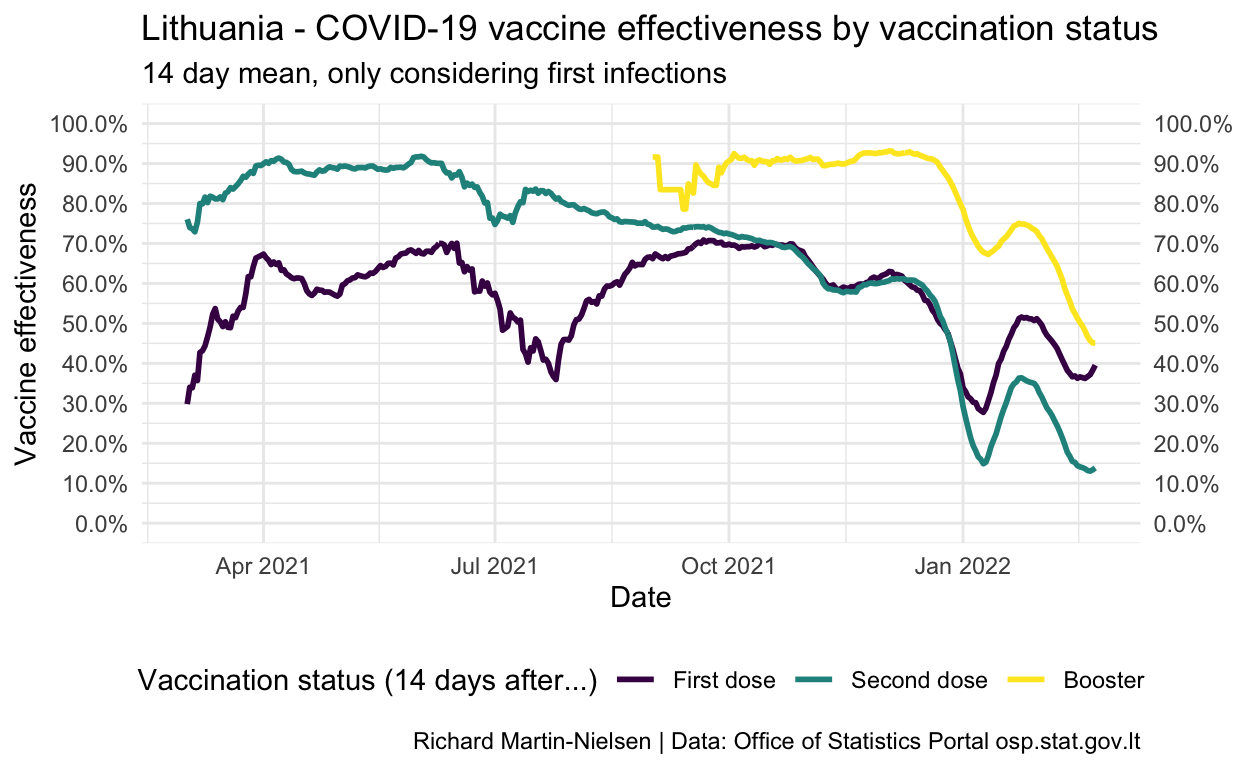 Lithuania - COVID-19 vaccine effectiveness by vaccination status
14 day mean, only considering first infections
Vaccine effectiveness
100.0% 100.0%
90.0% 90.0%
80.0% 80.0%
70.0% 70.0%
60.0% 60.0%
50.0% 50.0%
40.0% 40.0%
30.0% 30.0%
20.0% 20.0%
10.0% 10.0%
0.0% 0.0%
Apr 2021 Jul 2021 Oct 2021 Jan 2022
Date
Vaccination status (14 days after...) First dose Second dose Booster
Richard Martin-Nielsen | Data: Office of Statistics Portal osp.stat.gov.lt